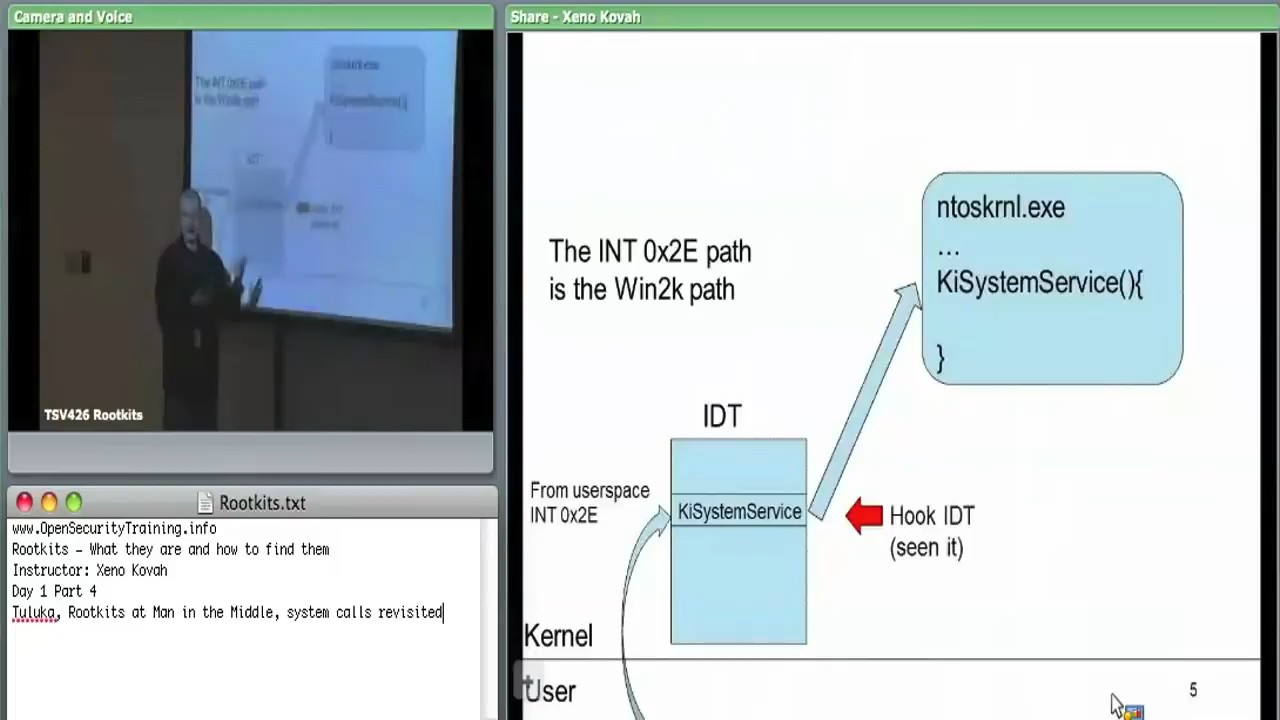 Camera and Voice
TSV426 Rootkits
Rootkits.txt
www.OpenSecurityTraining.info
Rootkits – What they are and how to find them
Instructor: Xeno Kovah
Day 1 Part 4
Tuluka, Rootkits at Man in the Middle, system calls revisited
Share - Xeno Kovah
The INT 0x2E path
is the Win2k path
ntoskrnl.exe
...
KiSystemService(){
}
IDT
From userspace
INT 0x2E
KiSystemService
Hook IDT
(seen it)
Kernel
User
5